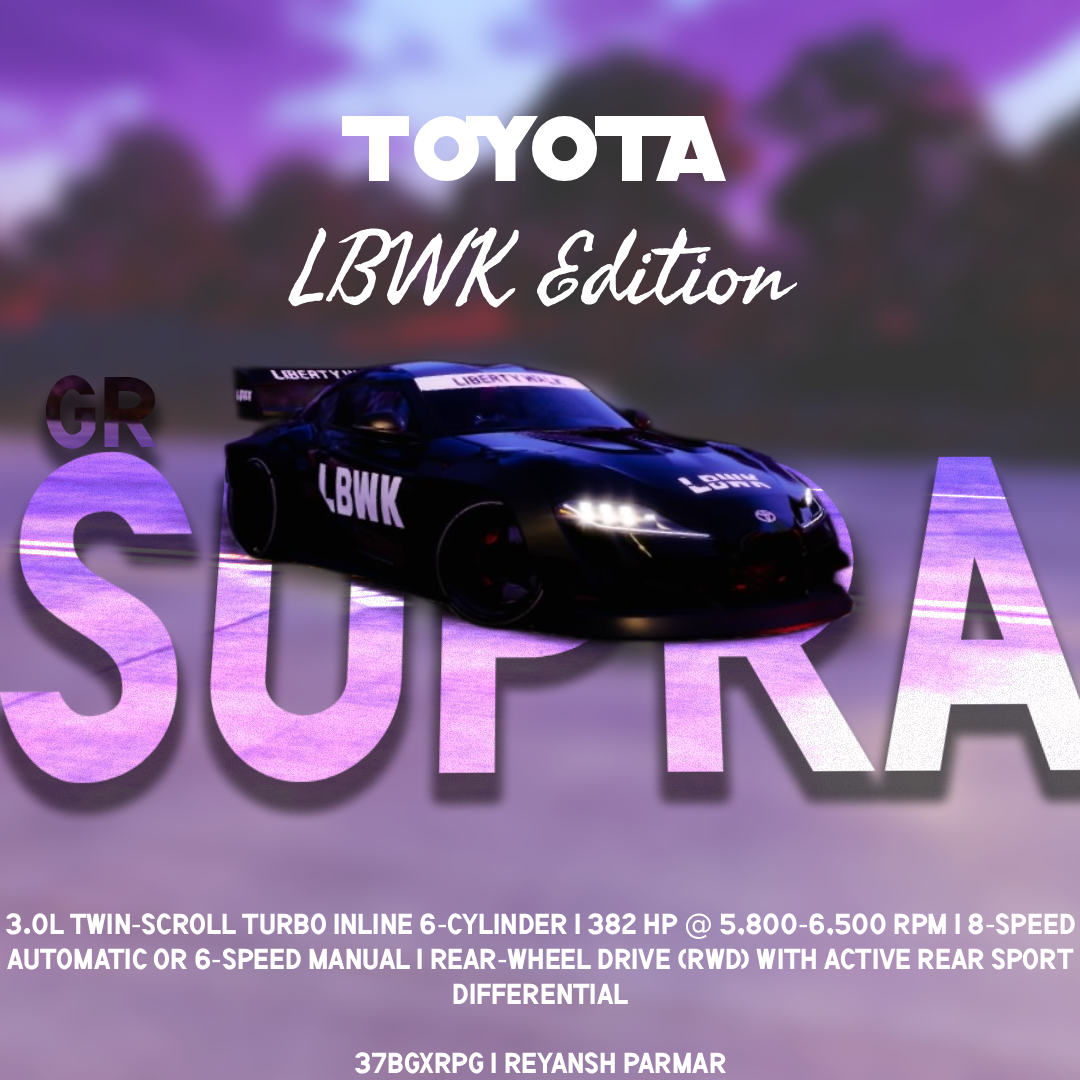 TOYOTA
LBWK Edition
LIBERTY WALK
LBWK
GR
LBWK
LBWK
SUPRA
3.0L TWIN-SCROLL TURBO INLINE 6-CYLINDER | 382 HP @ 5.800-6.500 RPM | 8-SPEED
AUTOMATIC OR 6-SPEED MANUAL | REAR-WHEEL DRIVE (RWD) WITH ACTIVE REAR SPORT
DIFFERENTIAL
37BGXRPG | REYANSH PARMAR